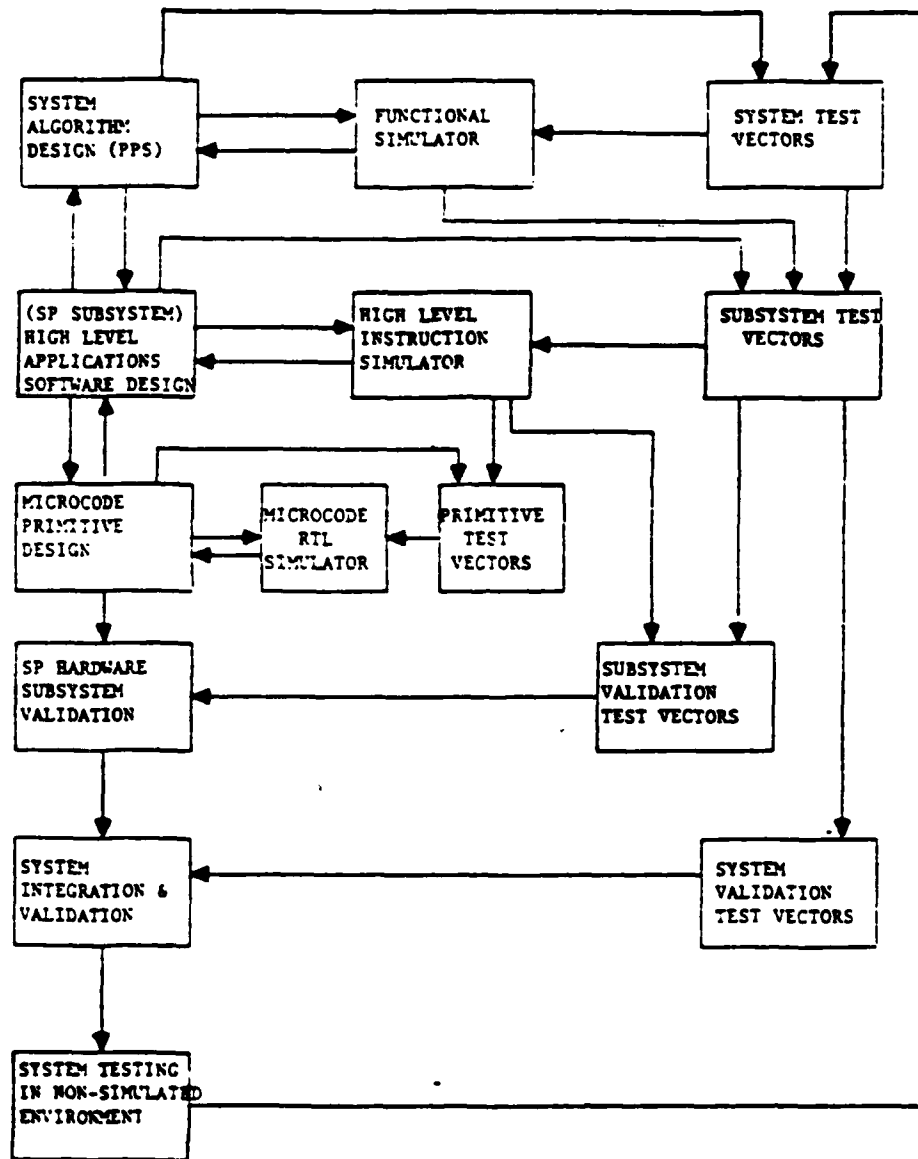 SYSTEM
ALGORITHM
DESIGN (PPS)
FUNCTIONAL
SIMULATOR
SYSTEM TEST
VECTORS
(SP SUBSYSTEM)
HIGH LEVEL
APPLICATIONS
SOFTWARE DESIGN
HIGH LEVEL
INSTRUCTION
SIMULATOR
SUBSYSTEM TEST
VECTORS
MICROCODE
PRIMITIVE
DESIGN
MICROCODE
RTL
SIMULATOR
PRIMITIVE
TEST
VECTORS
SP HARDWARE
SUBSYSTEM
VALIDATION
SUBSYSTEM
VALIDATION
TEST VECTORS
SYSTEM
INTEGRATION &
VALIDATION
SYSTEM
VALIDATION
TEST VECTORS
SYSTEM TESTING
IN NON-SIMULATED
ENVIRONMENT